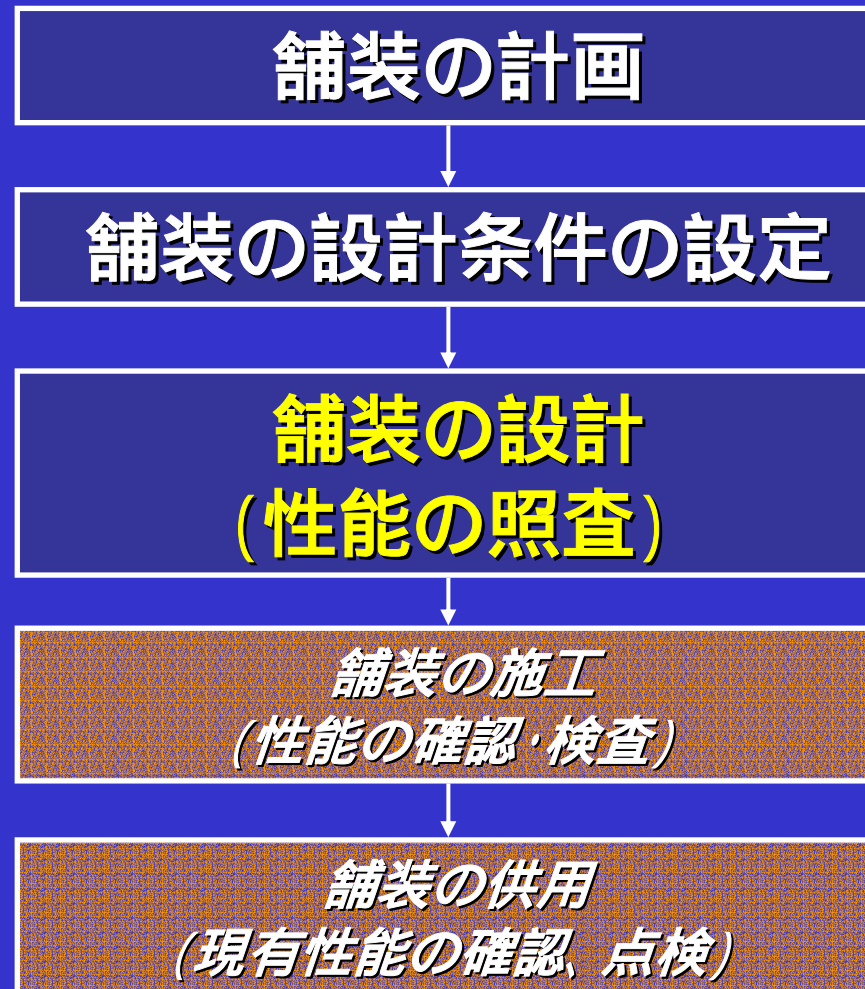 舗装の計画
舗装の設計条件の設定
舗装の設計
(性能の照査)
舗装の施工
(性能の確認・検査)
舗装の供用
(現有性能の確認、点検)